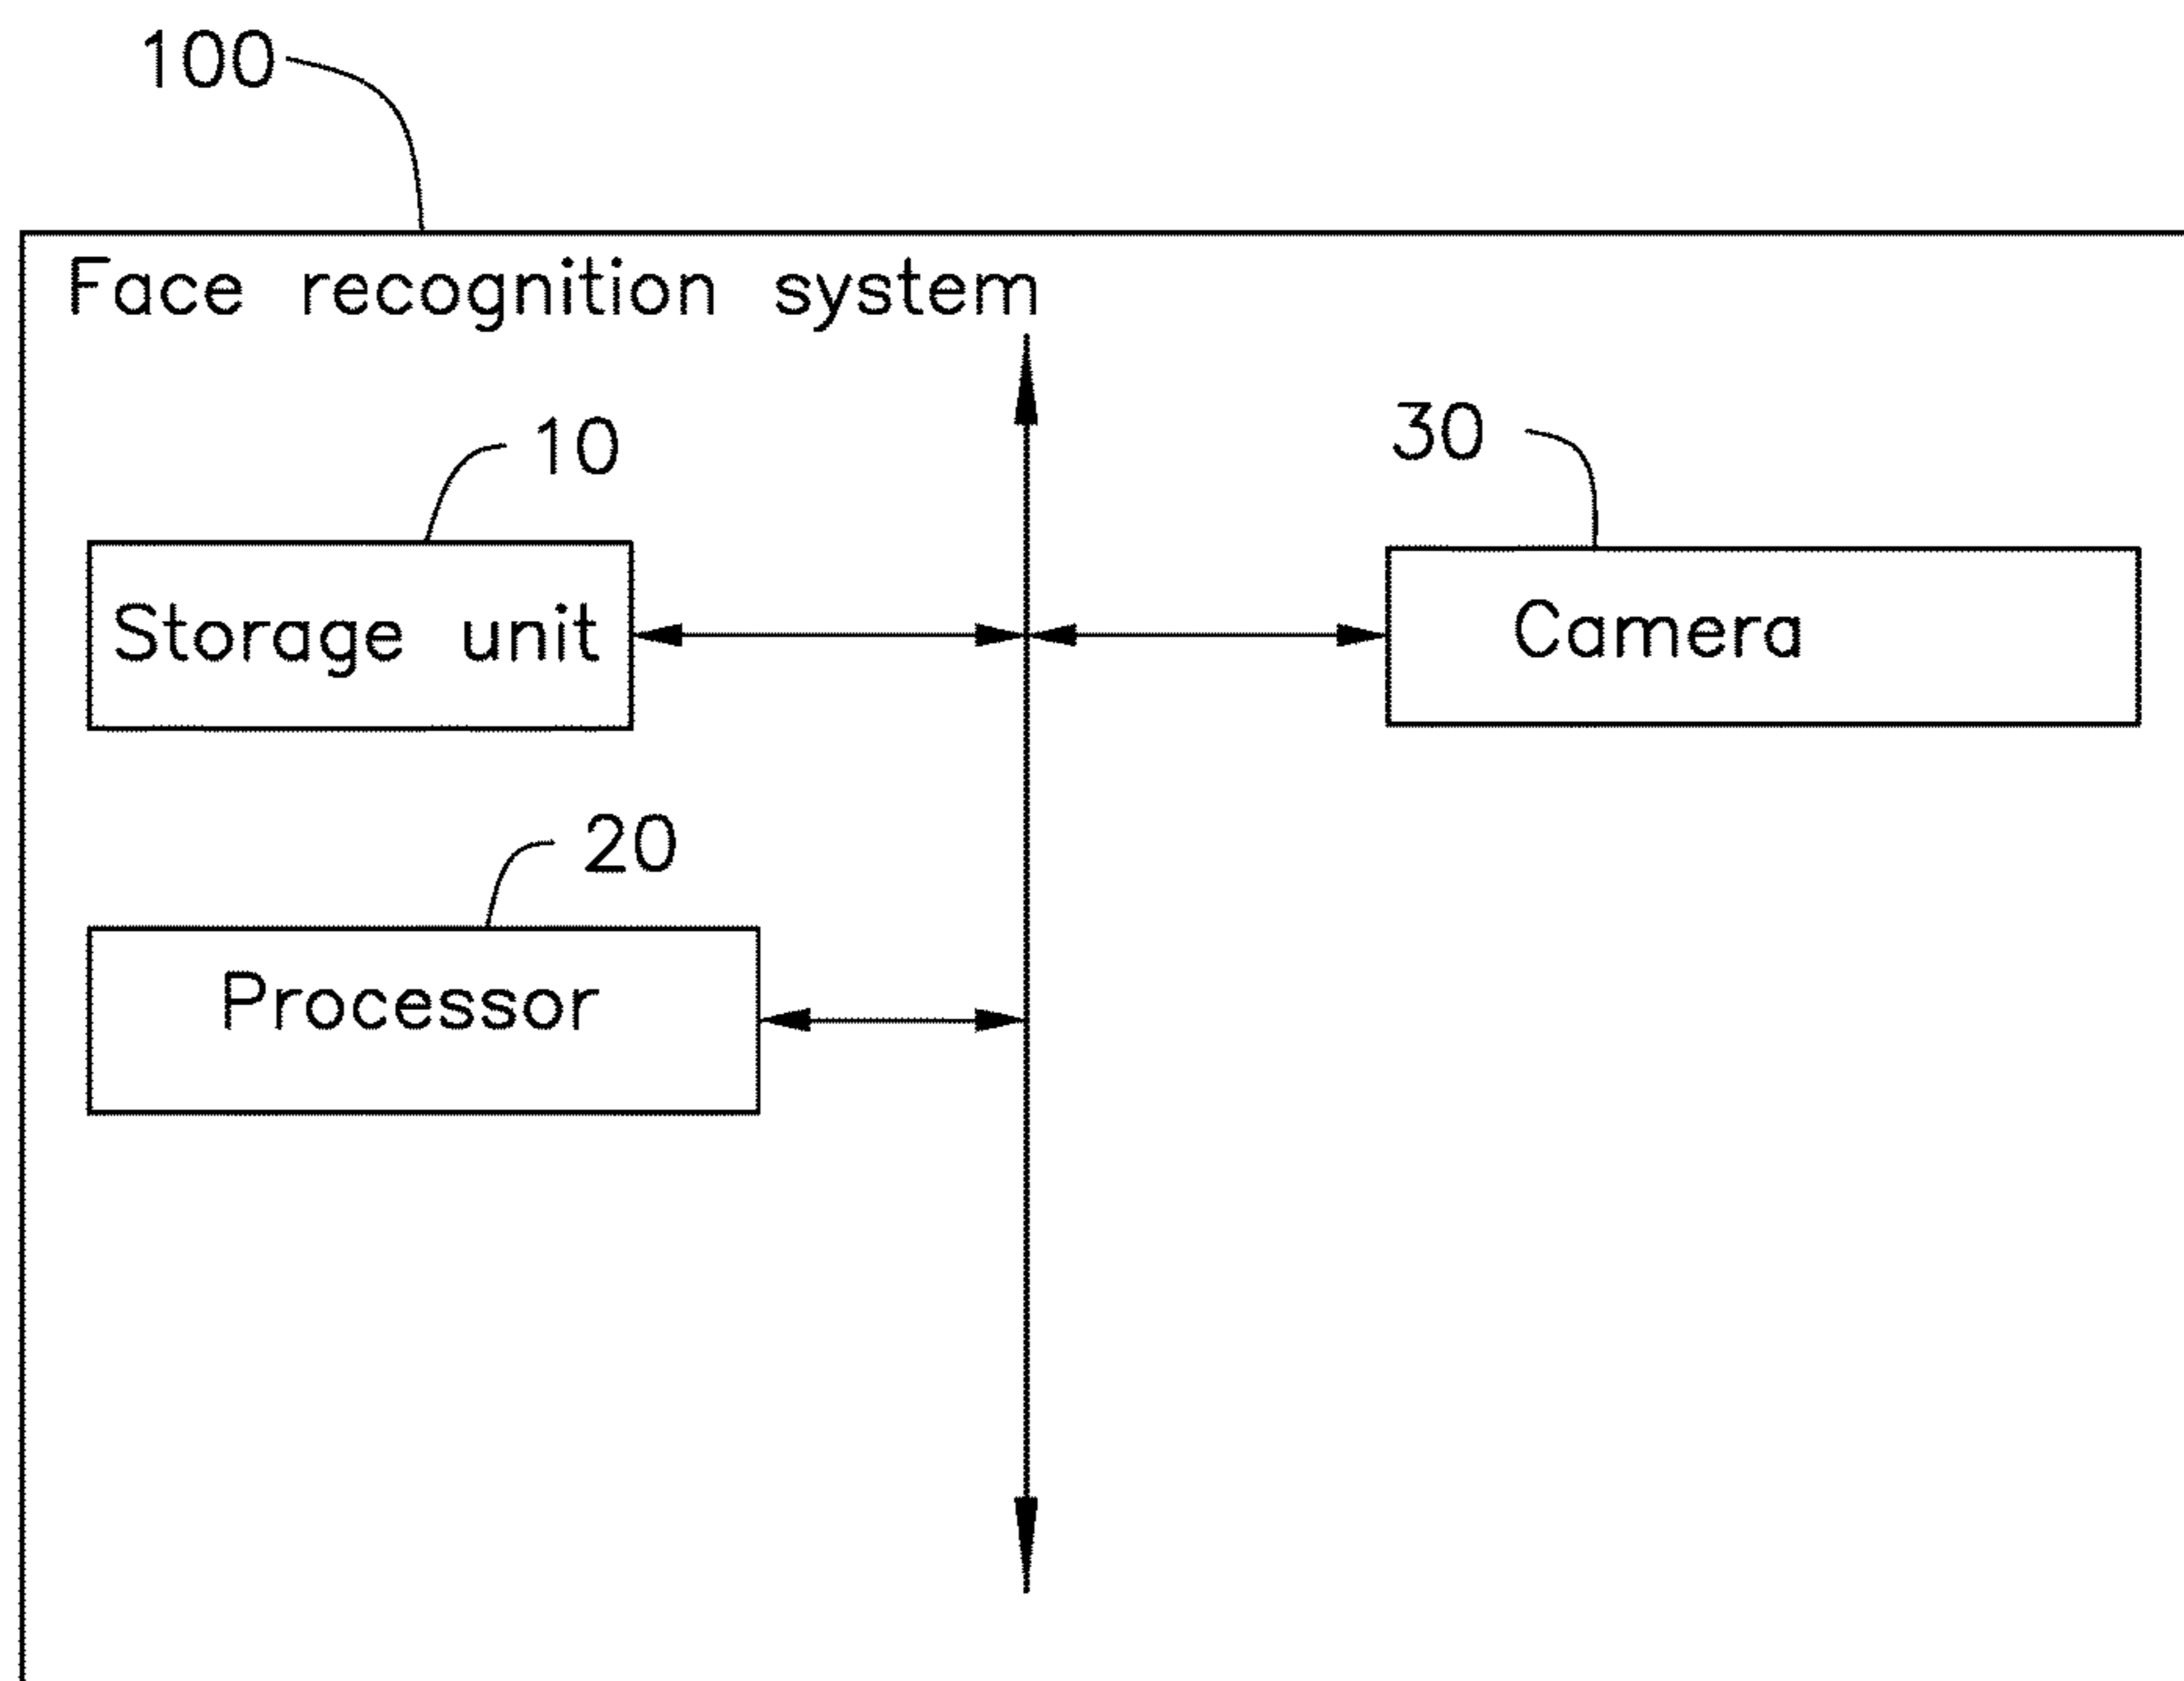 100
Face recognition system
10
30
Storage unit
Camera
20
Processor